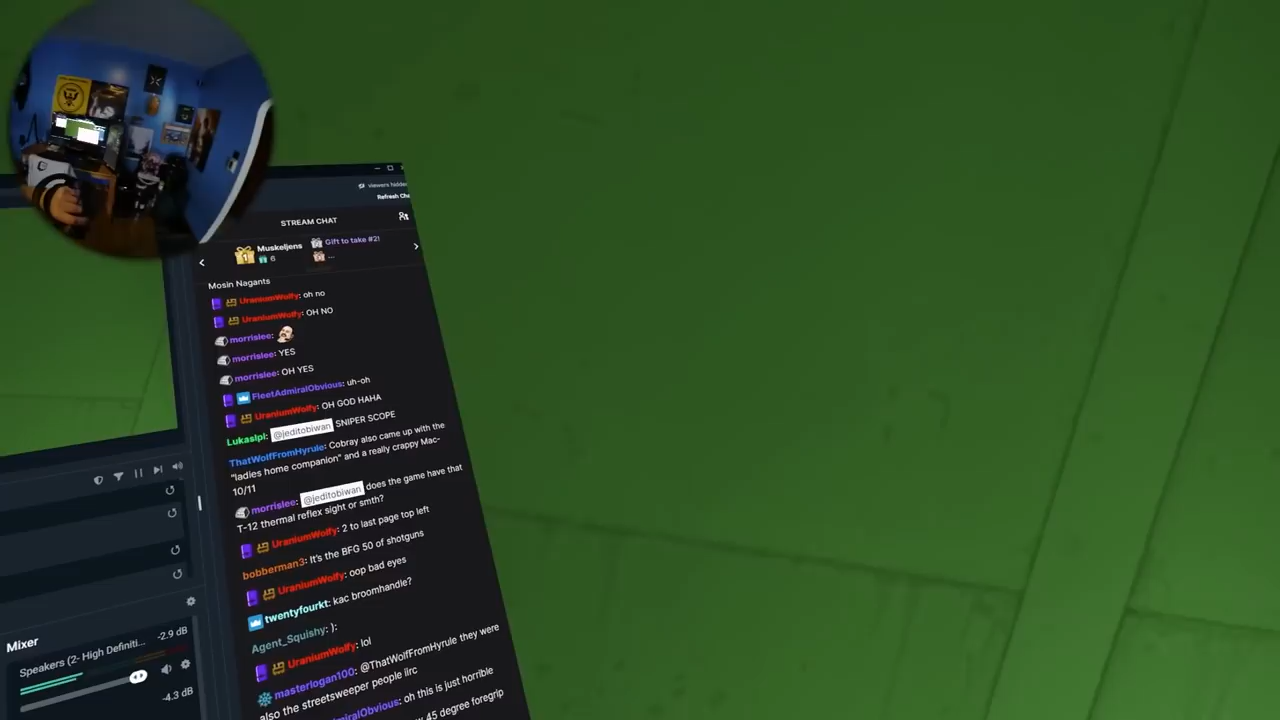 viewers hidden
Refresh Cha
STREAM CHAT
Muskeljens
6
Gift to take #2!
...
Mosin Nagants
UraniumWolfy: oh no
UraniumWolfy: OH NO
morrislee:
morrislee: YES
morrislee: OH YES
FleetAdmiralObvious: uh-oh
UraniumWolfy: OH GOD HAHA
Lukaslpl: @jeditobiwan SNIPER SCOPE
ThatWolfFromHyrule: Cobray also came up with the
"ladies home companion" and a really crappy Mac-
10/11
morrislee: @jeditobiwan does the game have that
T-12 thermal reflex sight or smth?
UraniumWolfy: 2 to last page top left
bobberman3: It's the BFG 50 of shotguns
UraniumWolfy: oop bad eyes
twentyfourkt: kac broomhandle?
Agent_Squishy: ):
UraniumWolfy: lol
masterlogan100: @ThatWolfFromHyrule they were
also the streetsweeper people iirc
dmiralObvious: oh this is just horrible
45 degree foregrip
Mixer
Speakers (2- High Definiti...
-2.9 dB
-4.3 dB